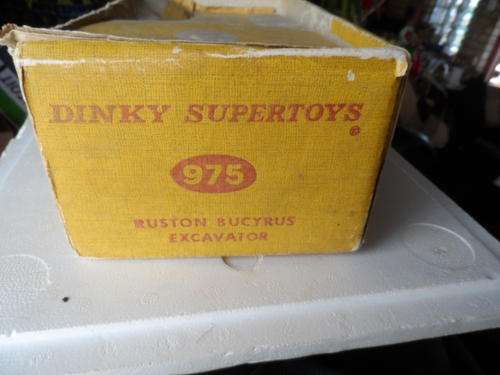 DINKY SUPERTOYS
®
975
RUSTON BUCYRUS
EXCAVATOR